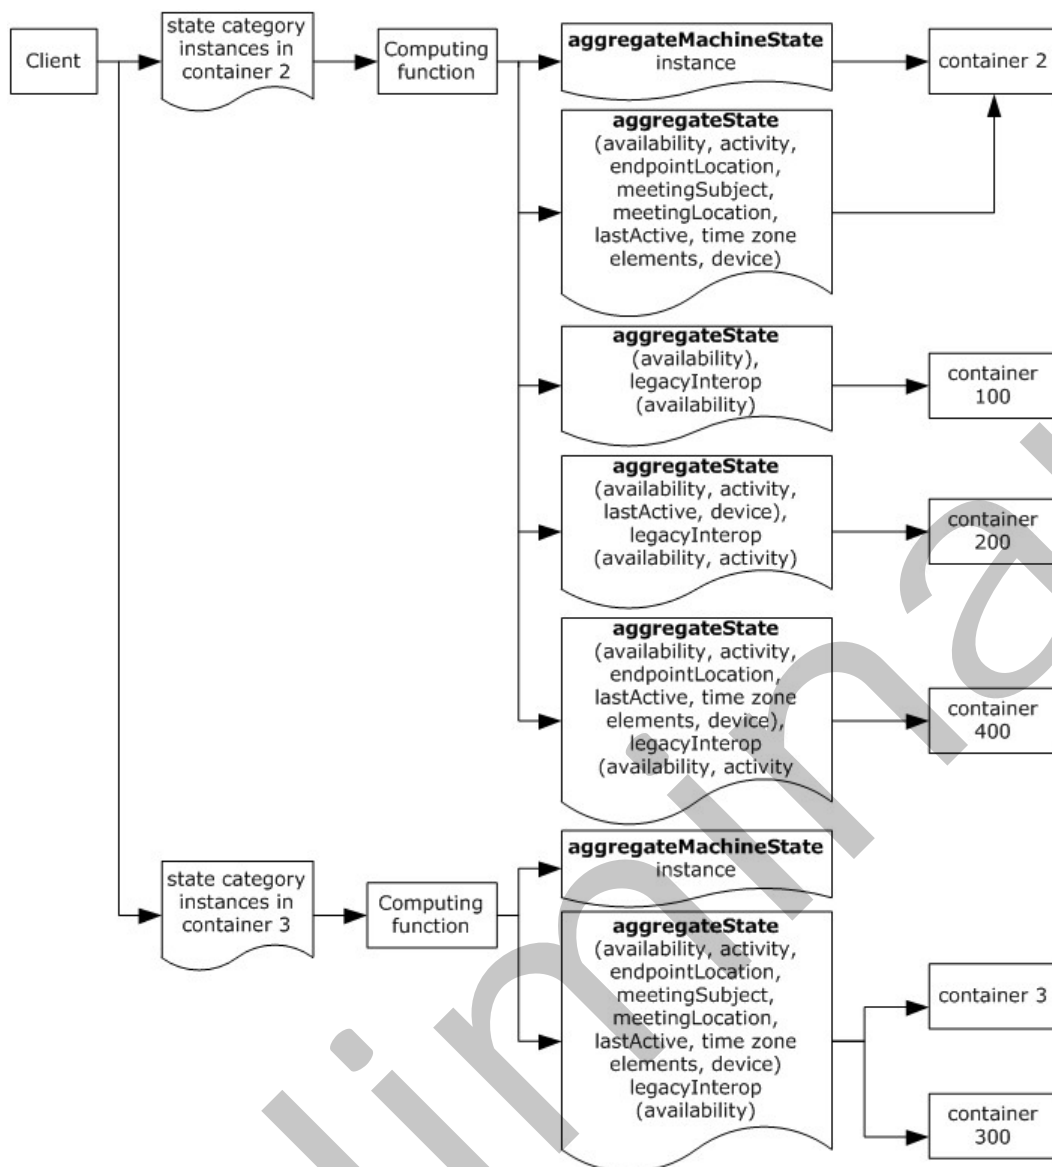 Client
state category
instances in
container 2
Computing
function
aggregateMachineState
instance
container 2
aggregateState
(availability, activity,
endpointLocation,
meetingSubject,
meetingLocation,
lastActive, time zone
elements, device)
aggregateState
(availability),
legacyInterop
(availability)
container
100
aggregateState
(availability, activity,
lastActive, device),
legacyInterop
(availability, activity)
container
200
aggregateState
(availability, activity,
endpointLocation,
lastActive, time zone
elements, device),
legacyInterop
(availability, activity
container
400
state category
instances in
container 3
Computing
function
aggregateMachineState
instance
aggregateState
(availability, activity,
endpointLocation,
meetingSubject,
meetingLocation,
lastActive, time zone
elements, device)
legacyInterop
(availability)
container 3
container
300